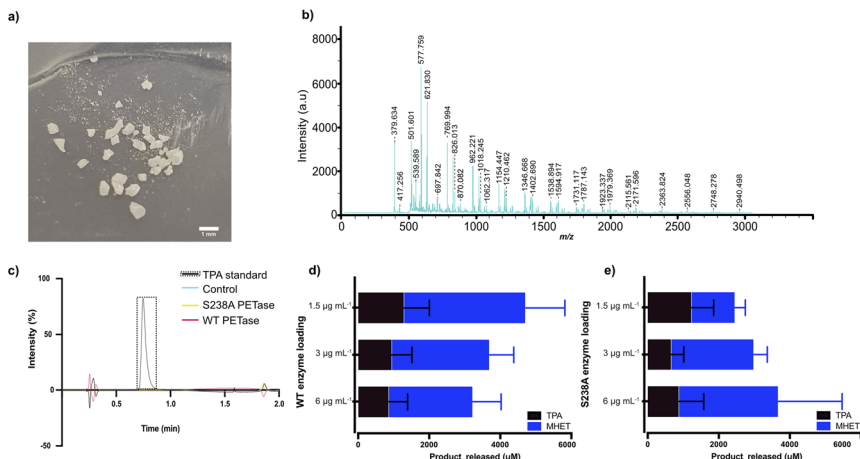 a)
1 mm
b)
Intensity (a.u)
8000
6000
4000
2000
0
379.634
417.256
501.601
539.589
577.759
621.830
697.842
769.994
826.013
870.082
962.221
1018.245
1062.317
1154.447
1210.462
1346.668
1402.690
1538.894
1594.917
1731.117
1787.143
1923.337
1979.369
2115.561
2171.596
2363.824
2556.048
2748.278
2940.498
0 500 1000 1500 2000 2500 3000
m/z
c)
Intensity (%)
100
50
0
-50
0.5 1.0 1.5 2.0
Time (min)
TPA standard
Control
S238A PETase
WT PETase
d)
WT enzyme loading
1.5 µg mL⁻¹
3 µg mL⁻¹
6 µg mL⁻¹
TPA
MHET
0 2000 4000 6000
Product_released (uM)
e)
S238A enzyme loading
1.5 µg mL⁻¹
3 µg mL⁻¹
6 µg mL⁻¹
TPA
MHET
0 2000 4000 6000
Product_released (µM)